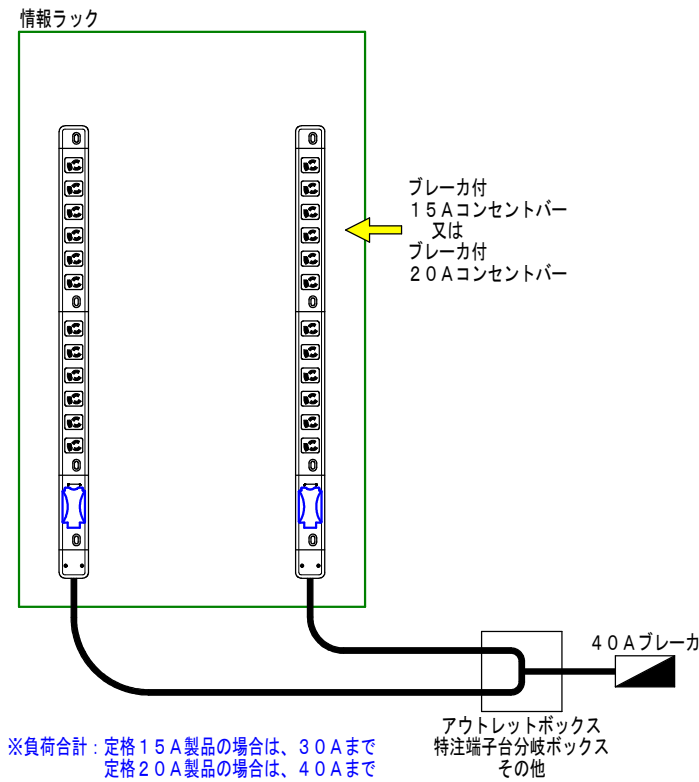 情報ラック
ブレーカ付
15Aコンセントバー
又は
ブレーカ付
20Aコンセントバー
40Aブレーカ
アウトレットボックス
特注端子台分岐ボックス
その他
※負荷合計:定格15A製品の場合は、30Aまで
定格20A製品の場合は、40Aまで